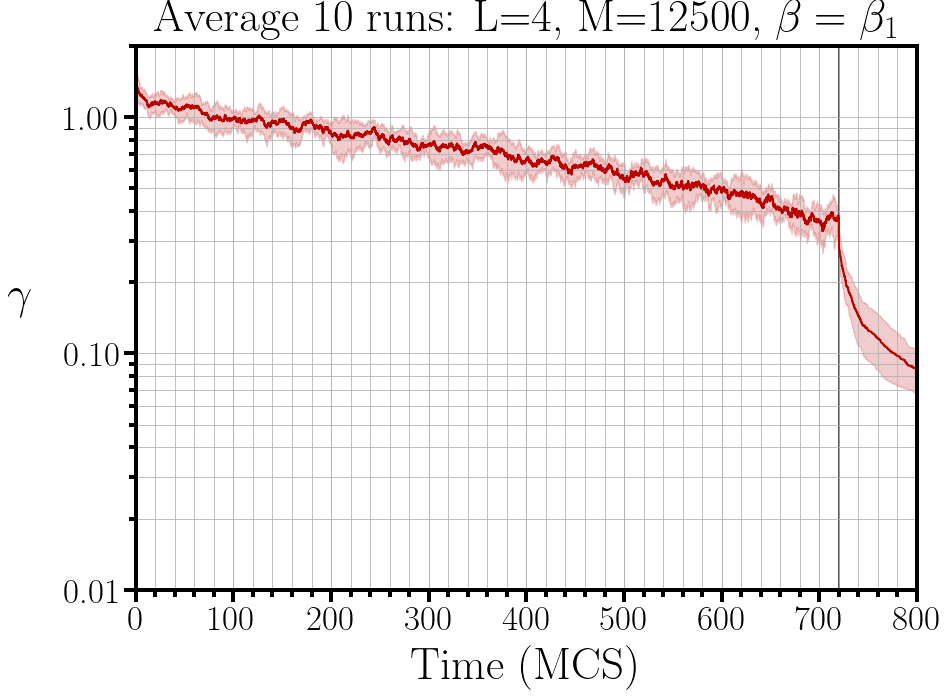 Average 10 runs: L=4, M=12500, β = β₁
1.00
γ
0.10
0.01
0 100 200 300 400 500 600 700 800
Time (MCS)